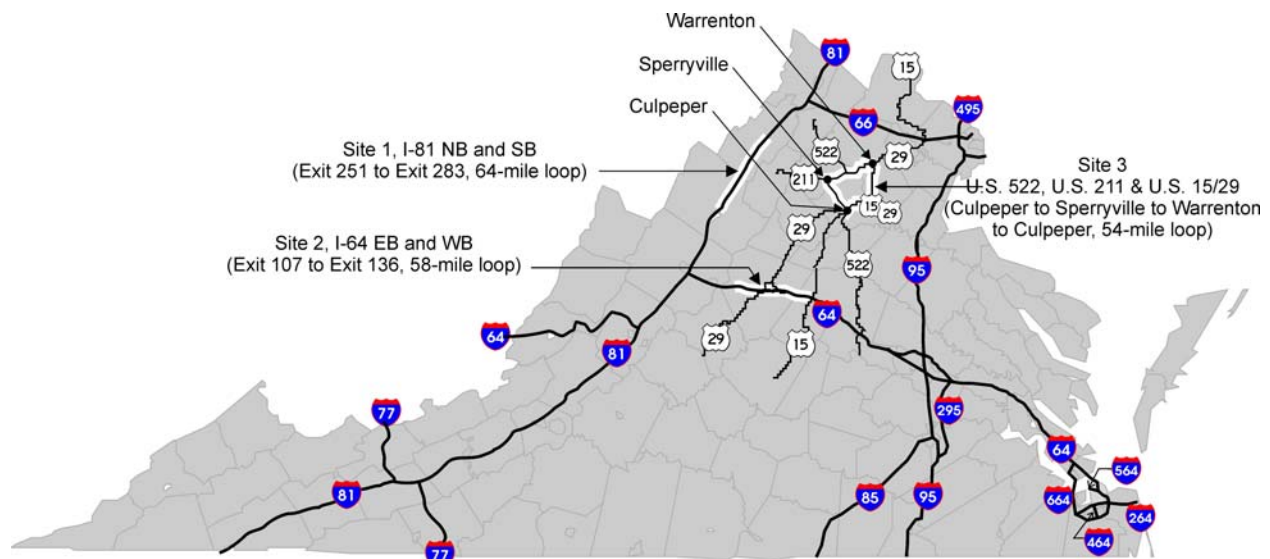 Warrenton
81
15
Sperryville
495
Culpeper
66
Site 1, I-81 NB and SB
(Exit 251 to Exit 283, 64-mile loop)
522
29
Site 3
U.S. 522, U.S. 211 & U.S. 15/29
(Culpeper to Sperryville to Warrenton
to Culpeper, 54-mile loop)
211
15
29
29
Site 2, I-64 EB and WB
(Exit 107 to Exit 136, 58-mile loop)
522
95
64
64
29
15
81
77
295
64
564
81
85
95
664
264
464
77